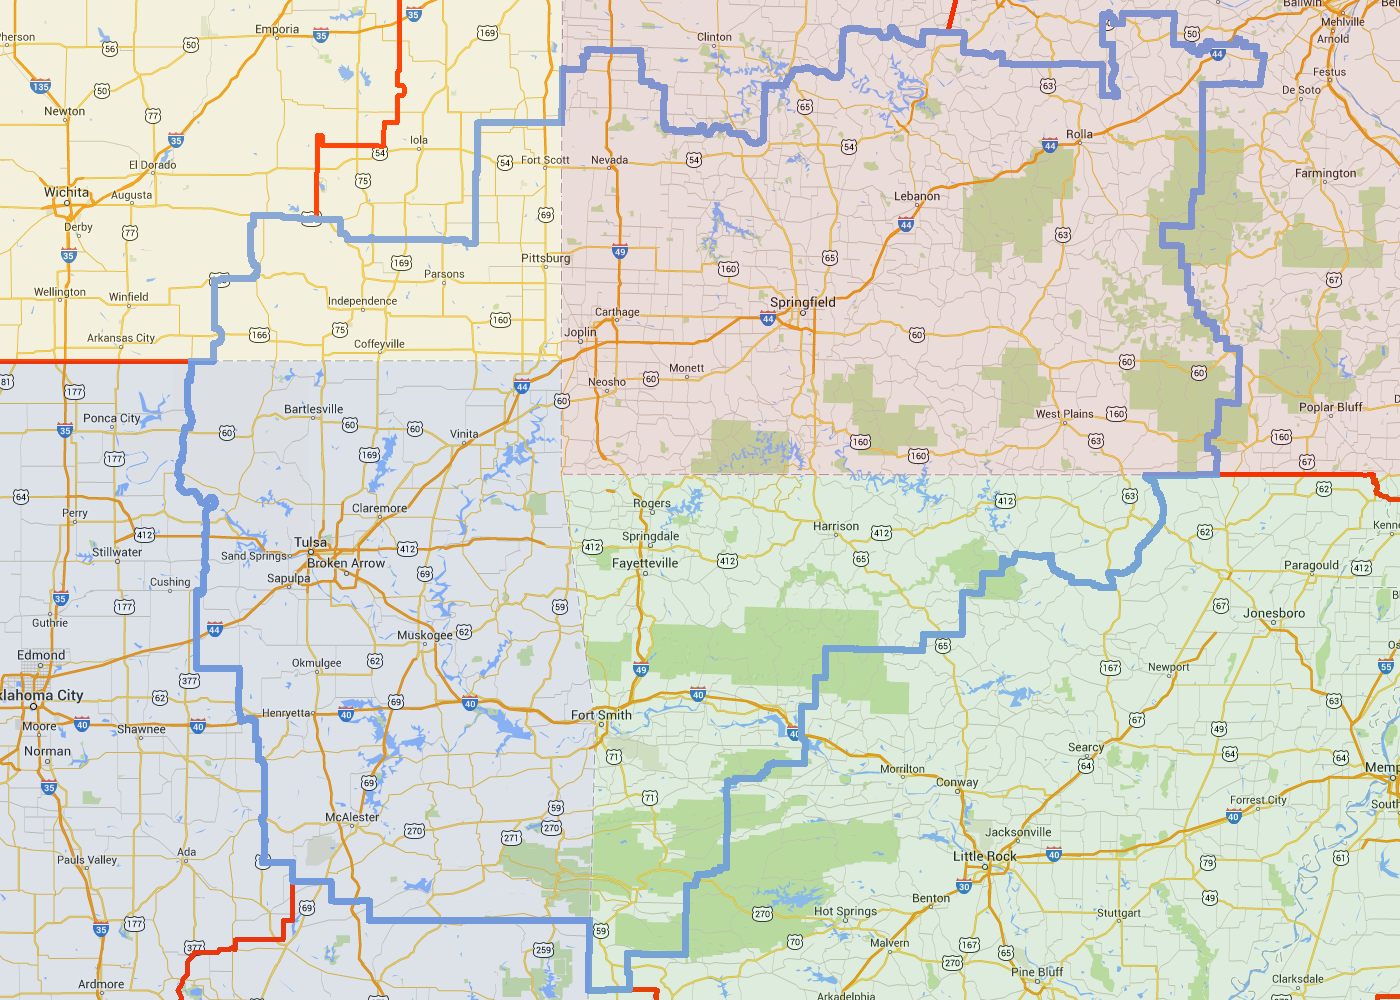 Emporia
35
35
169
Clinton
50
Baldwin
Mehlville
Arnold
pherson
56
50
44
135
50
Newton
77
35
65
63
Festus
De Soto
Iola
54
54
Fort Scott
Nevada
54
54
Rolla
44
El Dorado
Wichita
Augusta
75
Lebanon
Farmington
Derby
77
69
44
63
35
169
Pittsburg
49
160
65
67
Wellington
Winfield
Parsons
Independence
Carthage
Springfield
44
Arkansas City
166
75
160
Joplin
60
Coffeyville
Monett
60
60
81
177
44
Neosho
60
60
Ponca City
Bartlesville
60
60
60
West Plains
160
Poplar Bluff
35
60
Vinita
63
160
160
177
169
160
67
64
Perry
Claremore
Rogers
412
63
62
412
Springdale
Harrison
412
62
Kenne
Stillwater
Tulsa
Sand Springs
412
412
412
65
Broken Arrow
Fayetteville
Paragould
412
Cushing
Sapulpa
69
35
177
59
67
Guthrie
44
Jonesboro
Muskogee
62
65
Edmond
Okmulgee
62
49
167
Newport
55
377
Oklahoma City
62
69
40
63
Moore
40
Shawnee
40
Henryetta
40
40
Fort Smith
67
40
49
Norman
71
Searcy
64
64
Morrilton
Memp
35
69
71
Conway
South
59
Forrest City
40
McAlester
270
271
270
Jacksonville
Pauls Valley
Ada
Little Rock
40
79
61
30
Benton
49
69
270
Hot Springs
Stuttgart
35
177
59
377
259
70
Malvern
167
65
270
Pine Bluff
Clarksdale
Ardmore
Arkadelphia